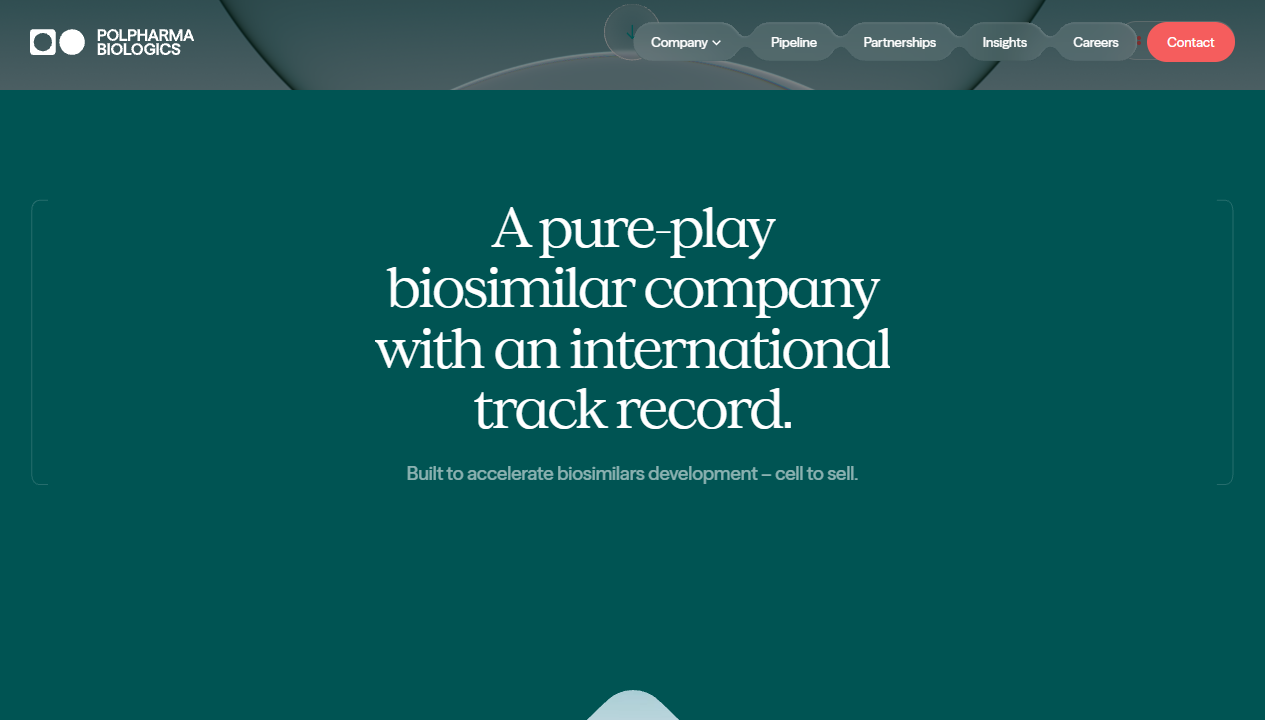 POLPHARMA
BIOLOGICS
Company
Pipeline
Partnerships
Insights
Careers
Contact
A pure-play
biosimilar company
with an international
track record.
Built to accelerate biosimilars development – cell to sell.